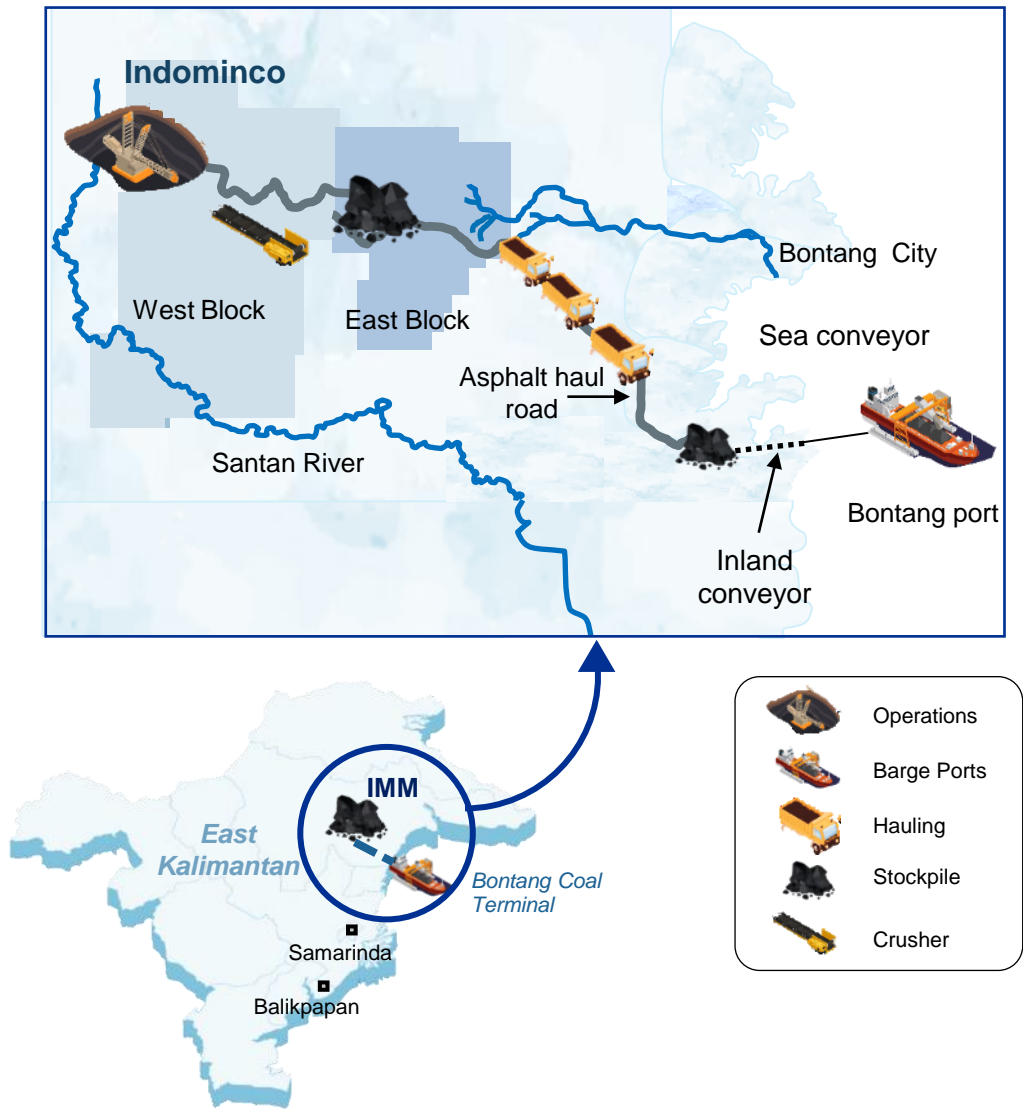 Indominco
Bontang City
West Block
East Block
Sea conveyor
Asphalt haul
road
Santan River
Bontang port
Inland
conveyor
IMM
East
Kalimantan
Bontang Coal
Terminal
Samarinda
Balikpapan
Operations
Barge Ports
Hauling
Stockpile
Crusher